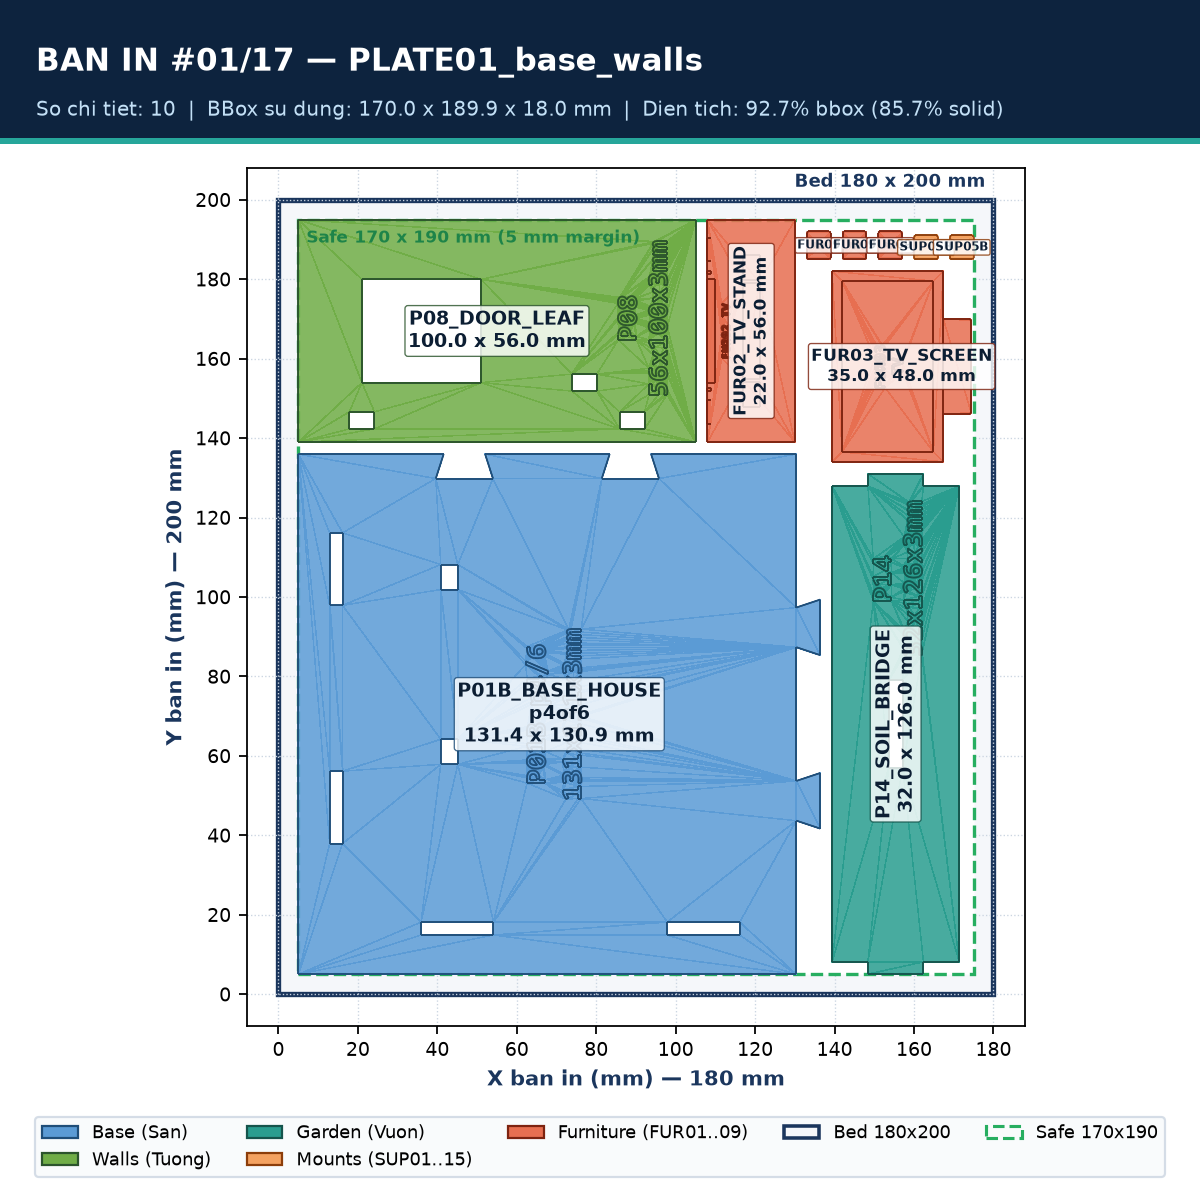 BAN IN #01/17 — PLATE01_base_walls
So chi tiet: 10 | BBox su dung: 170.0 x 189.9 x 18.0 mm | Dien tich: 92.7% bbox (85.7% solid)
Bed 180 x 200 mm
Safe 170 x 190 mm (5 mm margin)
P08_DOOR_LEAF
100.0 x 56.0 mm
P08
56x100x3mm
FUR02_TV_STAND
22.0 x 56.0 mm
SUP05B
FUR03_TV_SCREEN
35.0 x 48.0 mm
P01B_BASE_HOUSE
p4of6
131.4 x 130.9 mm
P14
x126x3mm
P14_SOIL_BRIDGE
32.0 x 126.0 mm
Y ban in (mm) — 200 mm
200
180
160
140
120
100
80
60
40
20
0
0 20 40 60 80 100 120 140 160 180
X ban in (mm) — 180 mm
Base (San) Garden (Vuon) Furniture (FUR01..09) Bed 180x200 Safe 170x190
Walls (Tuong) Mounts (SUP01..15)